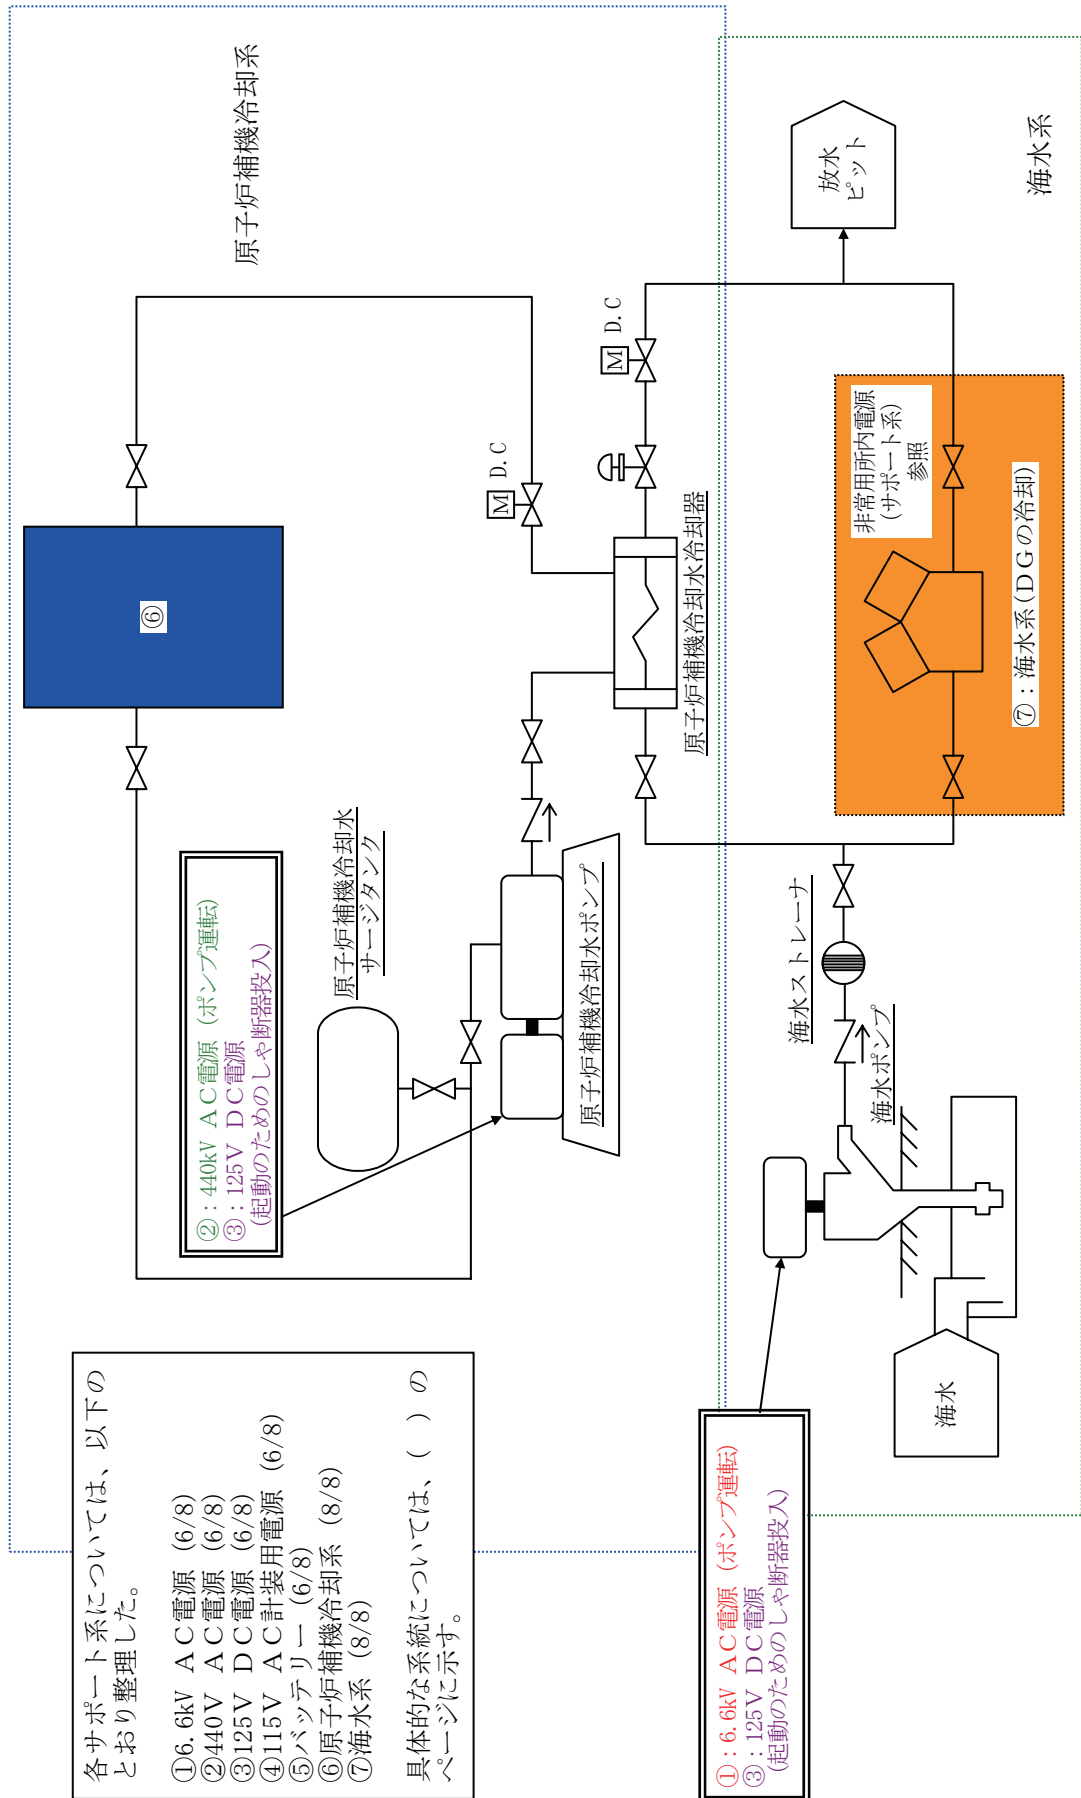 各サポート系については、以下の
とおり整理した。
①6.6kV AC電源 (6/8)
②440V AC電源 (6/8)
③125V DC電源 (6/8)
④115V AC計装用電源 (6/8)
⑤バッテリー (6/8)
⑥原子炉補機冷却系 (8/8)
⑦海水系 (8/8)
具体的な系統については、( )の
ページに示す。
②：440kV AC電源 (ポンプ運転)
③：125V DC電源
(起動のためのしゃ断器投入)
原子炉補機冷却水
サージタンク
原子炉補機冷却水ポンプ
⑥
原子炉補機冷却系
M
D.C
M
D.C
原子炉補機冷却水冷却器
①：6.6kV AC電源 (ポンプ運転)
③：125V DC電源
(起動のためのしゃ断器投入)
海水
海水ポンプ
海水ストレーナ
非常用所内電源
(サポート系)
参照
⑦：海水系(DGの冷却)
放水
ピット
海水系